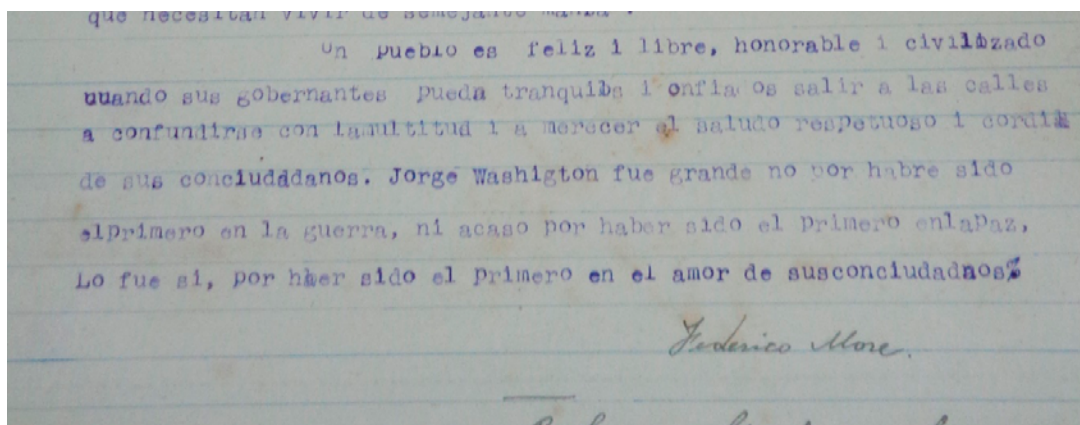 que necesitan vivir de semejante
Un pueblo es feliz i libre, honorable i civilizado
uuando sus gobernantes pueda tranquilos i onfia os salir a las calles
a confundirse con lamultitud i a merecer el saludo respetuoso i cordial
de sus conciudddanos. Jorge Washigton fue grande no por habre sido
elprimero en la guerra, ni acaso por haber sido el primero enlaPaz,
Lo fue si, por haer sido el primero en el amor de susconciudadnos%
Federico More.